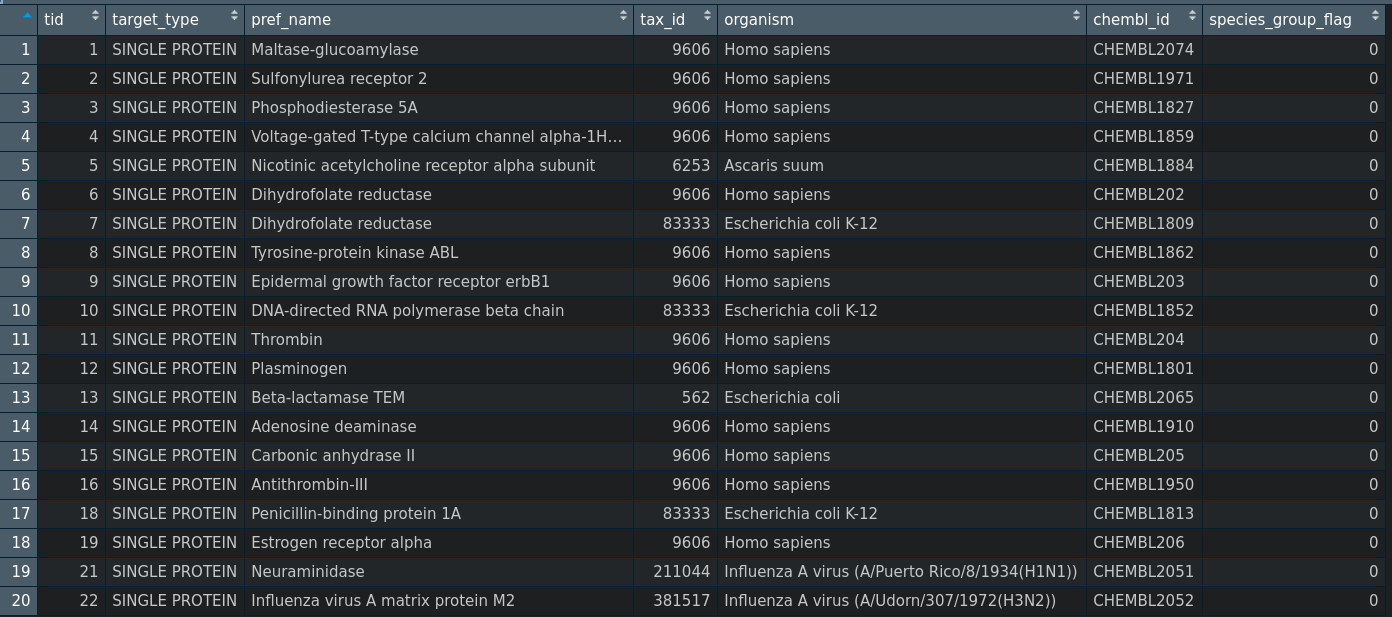 tid target_type pref_name tax_id organism chembl_id species_group_flag
1 1 SINGLE PROTEIN Maltase-glucoamylase 9606 Homo sapiens CHEMBL2074 0
2 2 SINGLE PROTEIN Sulfonylurea receptor 2 9606 Homo sapiens CHEMBL1971 0
3 3 SINGLE PROTEIN Phosphodiesterase 5A 9606 Homo sapiens CHEMBL1827 0
4 4 SINGLE PROTEIN Voltage-gated T-type calcium channel alpha-1H... 9606 Homo sapiens CHEMBL1859 0
5 5 SINGLE PROTEIN Nicotinic acetylcholine receptor alpha subunit 6253 Ascaris suum CHEMBL1884 0
6 6 SINGLE PROTEIN Dihydrofolate reductase 9606 Homo sapiens CHEMBL202 0
7 7 SINGLE PROTEIN Dihydrofolate reductase 83333 Escherichia coli K-12 CHEMBL1809 0
8 8 SINGLE PROTEIN Tyrosine-protein kinase ABL 9606 Homo sapiens CHEMBL1862 0
9 9 SINGLE PROTEIN Epidermal growth factor receptor erbB1 9606 Homo sapiens CHEMBL203 0
10 10 SINGLE PROTEIN DNA-directed RNA polymerase beta chain 83333 Escherichia coli K-12 CHEMBL1852 0
11 11 SINGLE PROTEIN Thrombin 9606 Homo sapiens CHEMBL204 0
12 12 SINGLE PROTEIN Plasminogen 9606 Homo sapiens CHEMBL1801 0
13 13 SINGLE PROTEIN Beta-lactamase TEM 562 Escherichia coli CHEMBL2065 0
14 14 SINGLE PROTEIN Adenosine deaminase 9606 Homo sapiens CHEMBL1910 0
15 15 SINGLE PROTEIN Carbonic anhydrase II 9606 Homo sapiens CHEMBL205 0
16 16 SINGLE PROTEIN Antithrombin-III 9606 Homo sapiens CHEMBL1950 0
17 18 SINGLE PROTEIN Penicillin-binding protein 1A 83333 Escherichia coli K-12 CHEMBL1813 0
18 19 SINGLE PROTEIN Estrogen receptor alpha 9606 Homo sapiens CHEMBL206 0
19 21 SINGLE PROTEIN Neuraminidase 211044 Influenza A virus (A/Puerto Rico/8/1934(H1N1)) CHEMBL2051 0
20 22 SINGLE PROTEIN Influenza virus A matrix protein M2 381517 Influenza A virus (A/Udorn/307/1972(H3N2)) CHEMBL2052 0